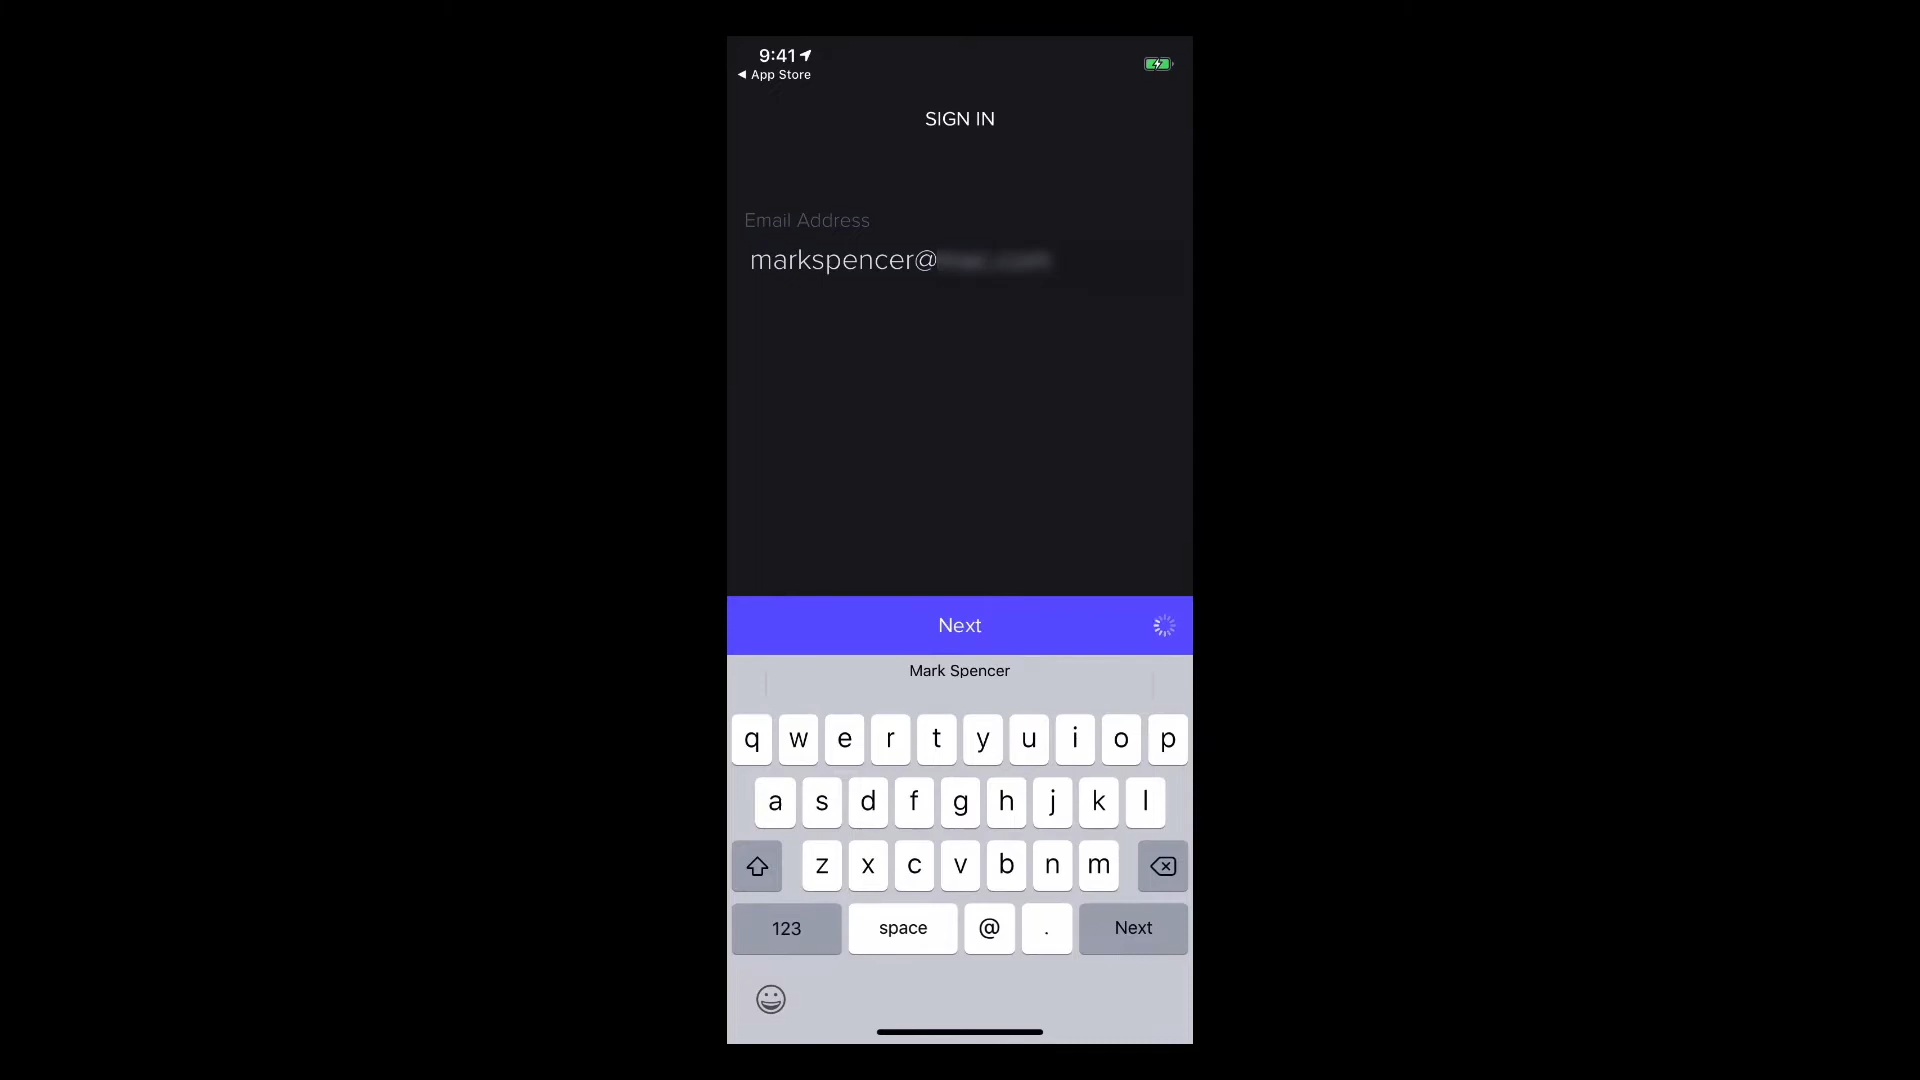 9:41
◀ App Store
SIGN IN
Email Address
markspencer@
Next
Mark Spencer
q w e r t y u i o p
a s d f g h j k l
z x c v b n m
123 space @ . Next